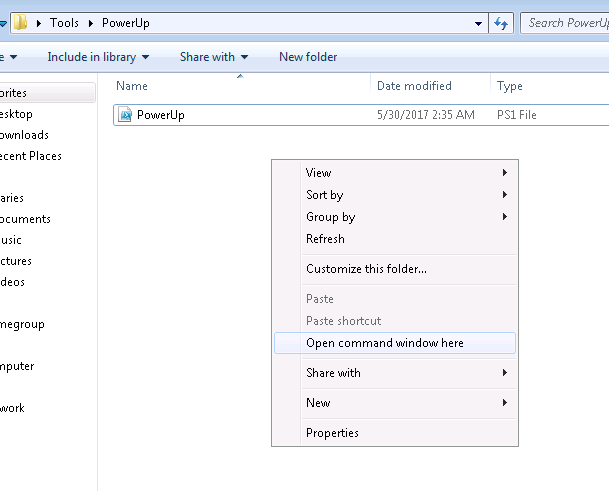 Tools PowerUp
Search PowerUp
Include in library Share with New folder
Name Date modified Type
PowerUp 5/30/2017 2:35 AM PS1 File
orites
esktop
ownloads
ecent Places
aries
ocuments
usic
ctures
deos
megroup
mputer
work
View
Sort by
Group by
Refresh
Customize this folder...
Paste
Paste shortcut
Open command window here
Share with
New
Properties